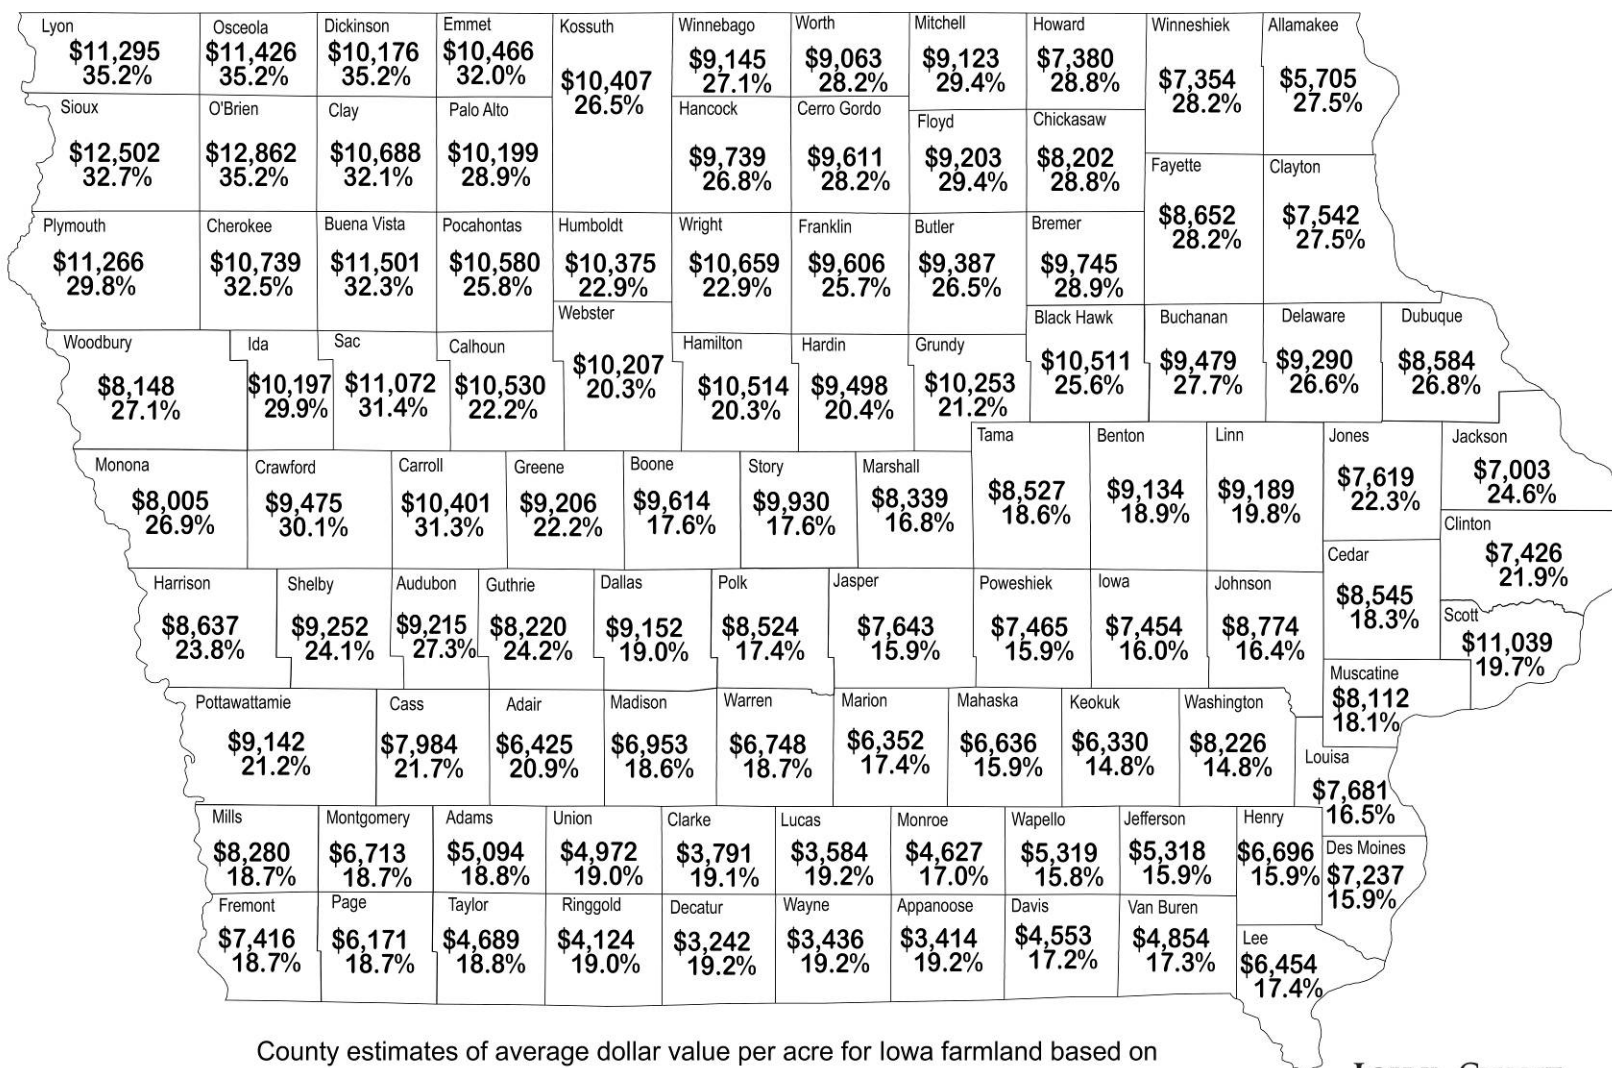 Lyon
$11,295
35.2%
Osceola
$11,426
35.2%
Dickinson
$10,176
35.2%
Emmet
$10,466
32.0%
Kossuth
$10,407
26.5%
Winnebago
$9,145
27.1%
Worth
$9,063
28.2%
Mitchell
$9,123
29.4%
Howard
$7,380
28.8%
Winneshiek
$7,354
28.2%
Allamakee
$5,705
27.5%
Sioux
$12,502
32.7%
O'Brien
$12,862
35.2%
Clay
$10,688
32.1%
Palo Alto
$10,199
28.9%
Hancock
$9,739
26.8%
Cerro Gordo
$9,611
28.2%
Floyd
$9,203
29.4%
Chickasaw
$8,202
28.8%
Fayette
$8,652
28.2%
Clayton
$7,542
27.5%
Plymouth
$11,266
29.8%
Cherokee
$10,739
32.5%
Buena Vista
$11,501
32.3%
Pocahontas
$10,580
25.8%
Humboldt
$10,375
22.9%
Wright
$10,659
22.9%
Franklin
$9,606
25.7%
Butler
$9,387
26.5%
Bremer
$9,745
28.9%
Woodbury
$8,148
27.1%
Ida
$10,197
29.9%
Sac
$11,072
31.4%
Calhoun
$10,530
22.2%
Webster
$10,207
20.3%
Hamilton
$10,514
20.3%
Hardin
$9,498
20.4%
Grundy
$10,253
21.2%
Black Hawk
$10,511
25.6%
Buchanan
$9,479
27.7%
Delaware
$9,290
26.6%
Dubuque
$8,584
26.8%
Monona
$8,005
26.9%
Crawford
$9,475
30.1%
Carroll
$10,401
31.3%
Greene
$9,206
22.2%
Boone
$9,614
17.6%
Story
$9,930
17.6%
Marshall
$8,339
16.8%
Tama
$8,527
18.6%
Benton
$9,134
18.9%
Linn
$9,189
19.8%
Jones
$7,619
22.3%
Jackson
$7,003
24.6%
Clinton
$7,426
21.9%
Cedar
$8,545
18.3%
Scott
$11,039
19.7%
Harrison
$8,637
23.8%
Shelby
$9,252
24.1%
Audubon
$9,215
27.3%
Guthrie
$8,220
24.2%
Dallas
$9,152
19.0%
Polk
$8,524
17.4%
Jasper
$7,643
15.9%
Poweshiek
$7,465
15.9%
Iowa
$7,454
16.0%
Johnson
$8,774
16.4%
Muscatine
$8,112
18.1%
Pottawattamie
$9,142
21.2%
Cass
$7,984
21.7%
Adair
$6,425
20.9%
Madison
$6,953
18.6%
Warren
$6,748
18.7%
Marion
$6,352
17.4%
Mahaska
$6,636
15.9%
Keokuk
$6,330
14.8%
Washington
$8,226
14.8%
Louisa
$7,681
16.5%
Mills
$8,280
18.7%
Montgomery
$6,713
18.7%
Adams
$5,094
18.8%
Union
$4,972
19.0%
Clarke
$3,791
19.1%
Lucas
$3,584
19.2%
Monroe
$4,627
17.0%
Wapello
$5,319
15.8%
Jefferson
$5,318
15.9%
Henry
$6,696
15.9%
Des Moines
$7,237
15.9%
Fremont
$7,416
18.7%
Page
$6,171
18.7%
Taylor
$4,689
18.8%
Ringgold
$4,124
19.0%
Decatur
$3,242
19.2%
Wayne
$3,436
19.2%
Appanoose
$3,414
19.2%
Davis
$4,553
17.2%
Van Buren
$4,854
17.3%
Lee
$6,454
17.4%
County estimates of average dollar value per acre for Iowa farmland based on